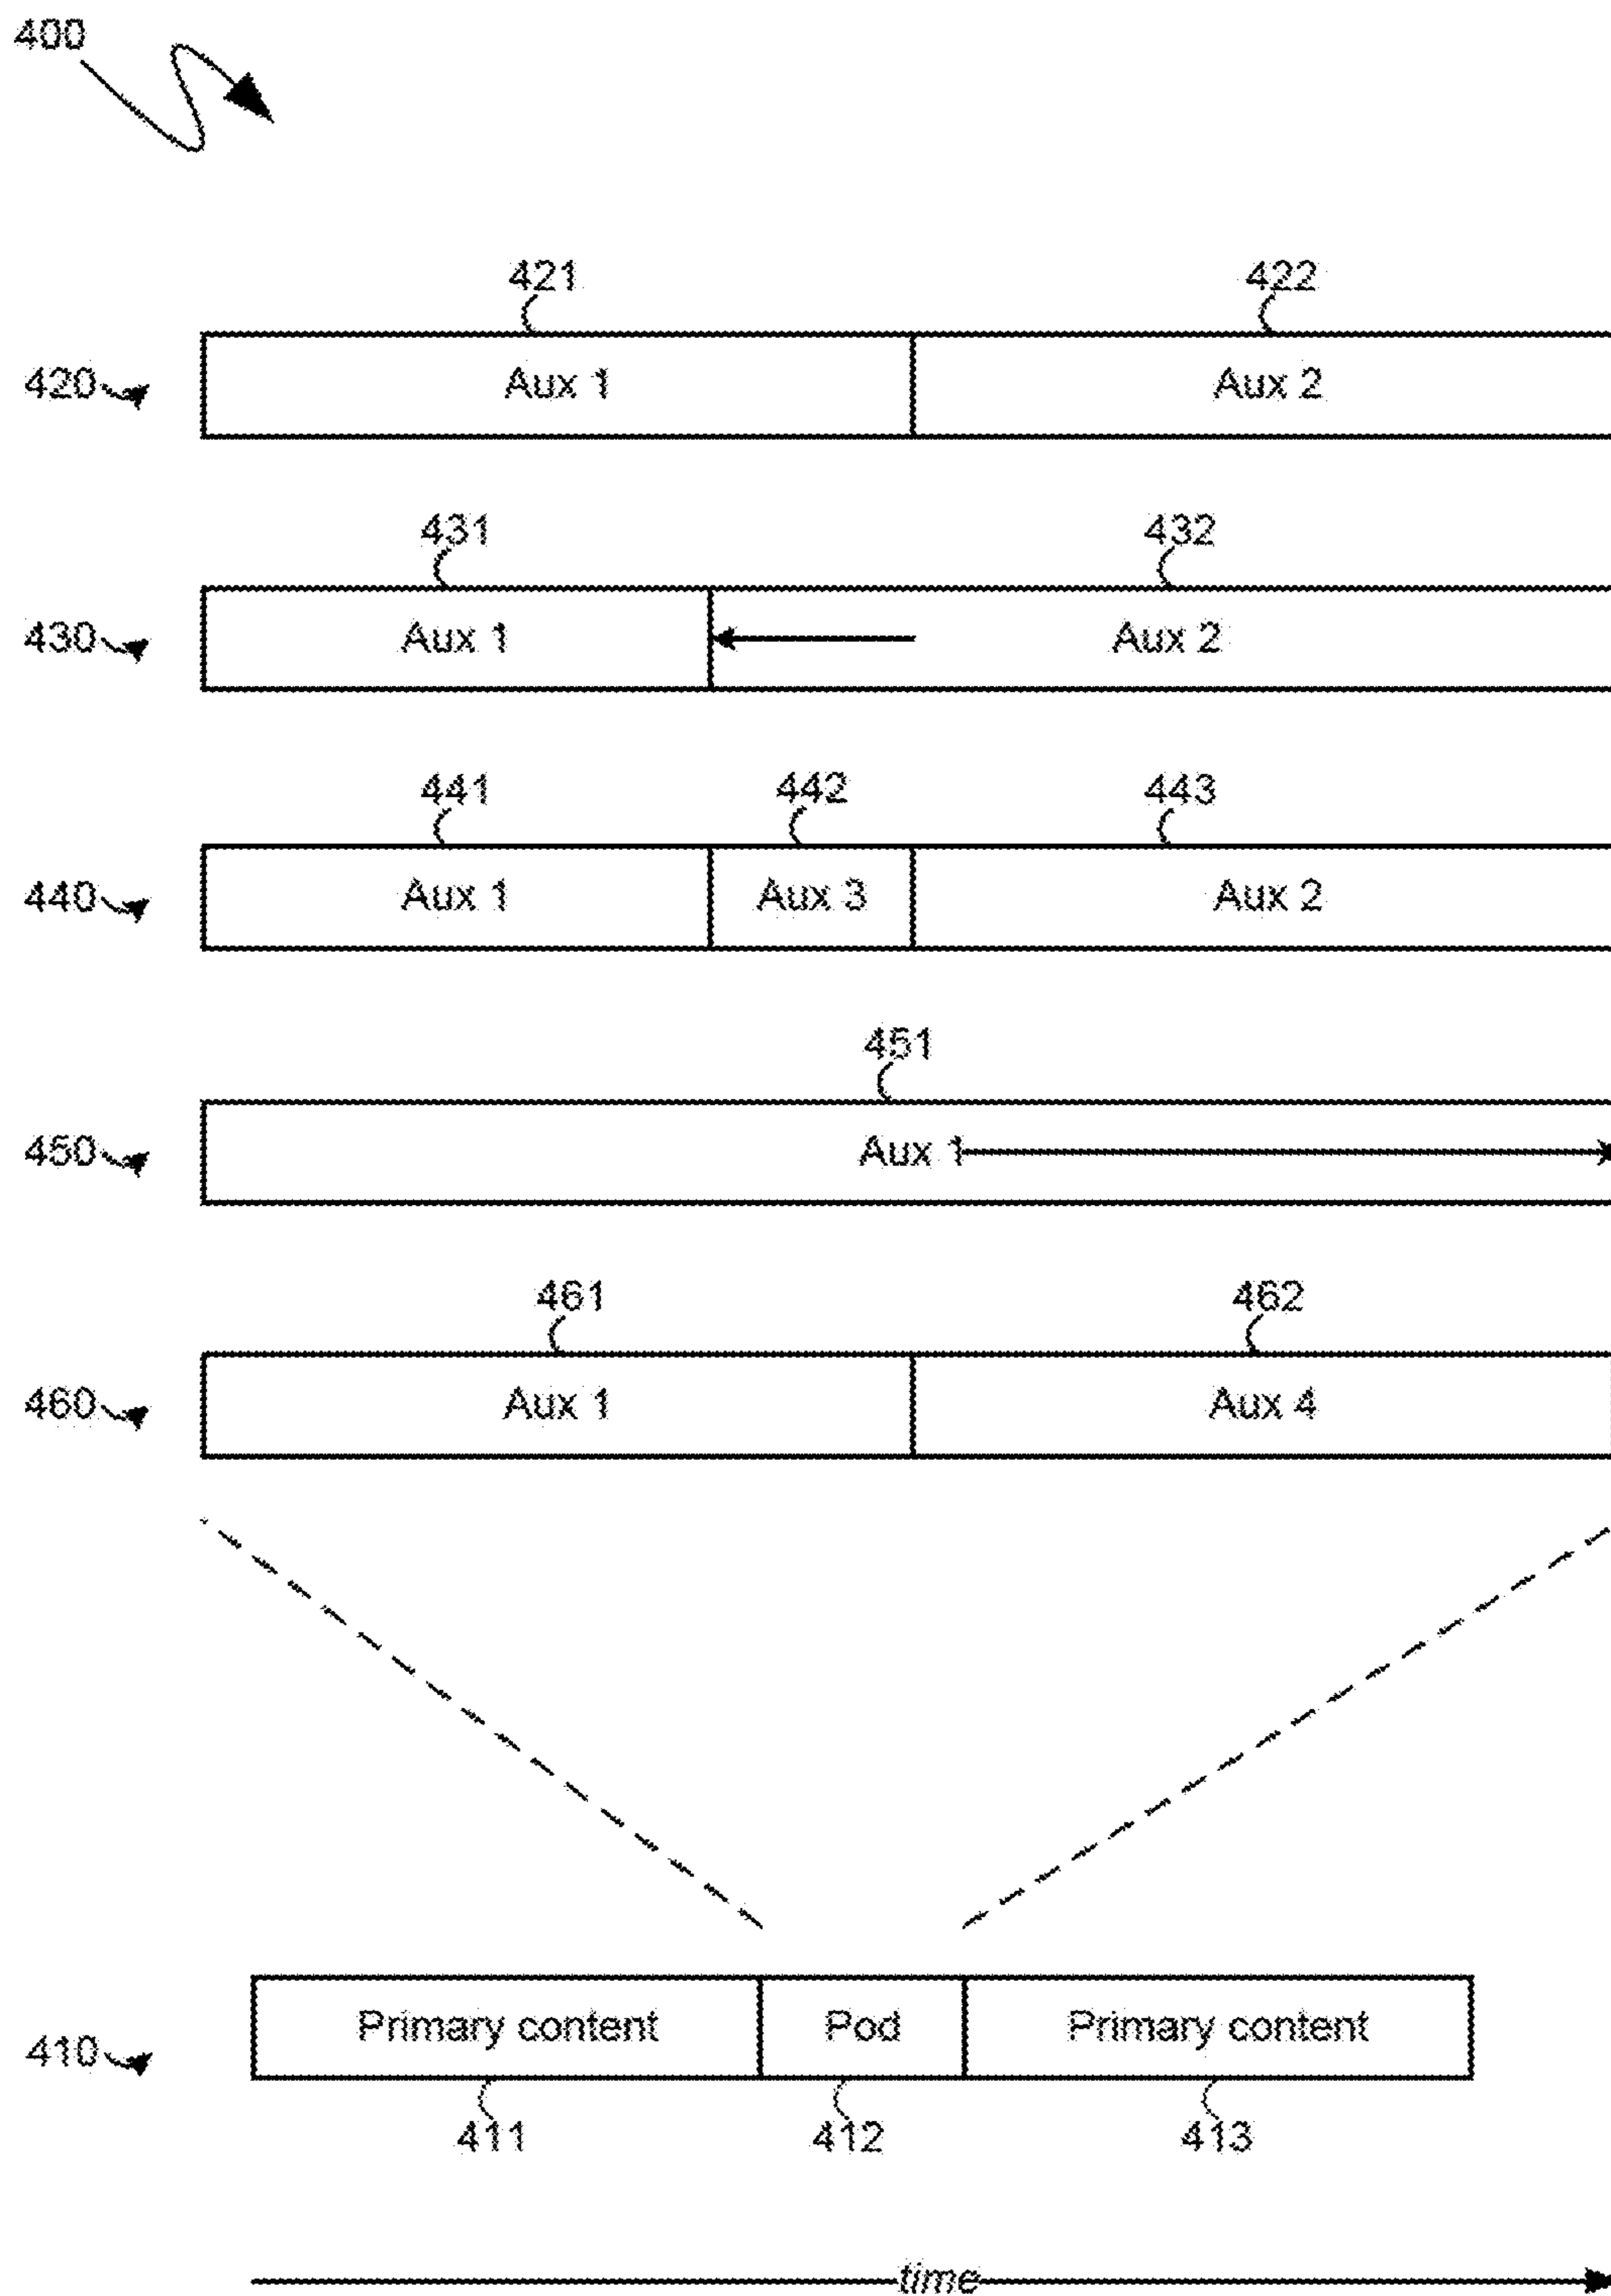 400
421 422
420 Aux 1 Aux 2
431 432
430 Aux 1 Aux 2
441 442 443
440 Aux 1 Aux 3 Aux 2
451
450 Aux 1
461 462
460 Aux 1 Aux 4
410 Primary content Pod Primary content
411 412 413
time